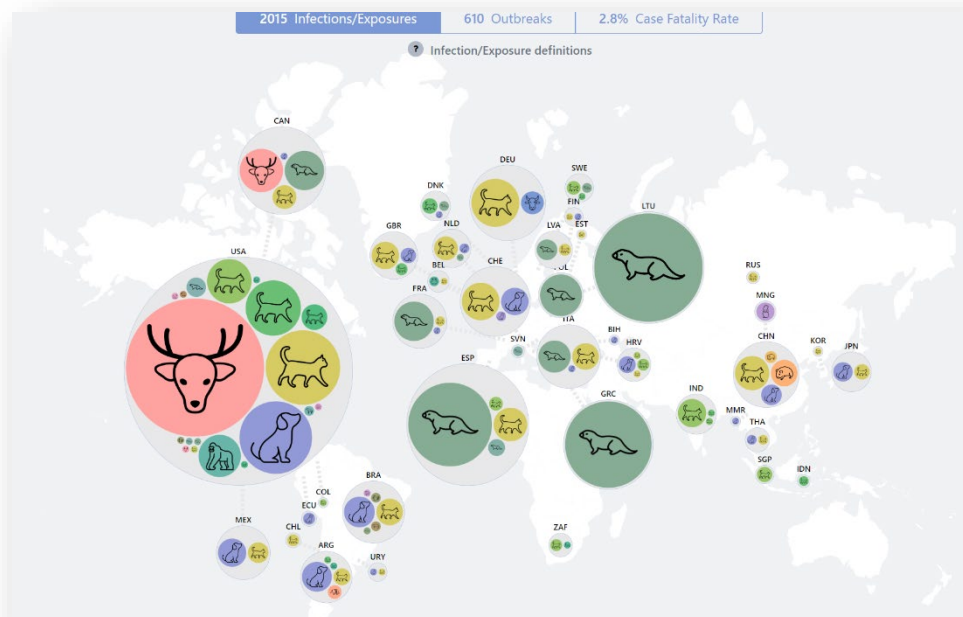 2015 Infections/Exposures
610 Outbreaks
2.8% Case Fatality Rate
? Infection/Exposure definitions
CAN
DEU
SWE
DNK
FIN
LTU
GBR
NLD
LVA
EST
USA
BEL
CHE
RUS
FRA
MNG
ITA
BIH
HRV
SVN
CHN
KOR
JPN
ESP
GRC
IND
MMR
THA
SGP
IDN
BRA
COL
ECU
MEX
CHL
ARG
URY
ZAF